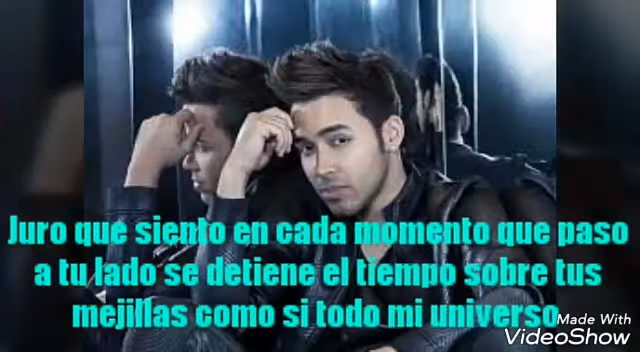 Juro que siento en cada momento que paso
a tu lado se detiene el tiempo sobre tus
mejillas como si todo mi universo
Made With
VideoShow